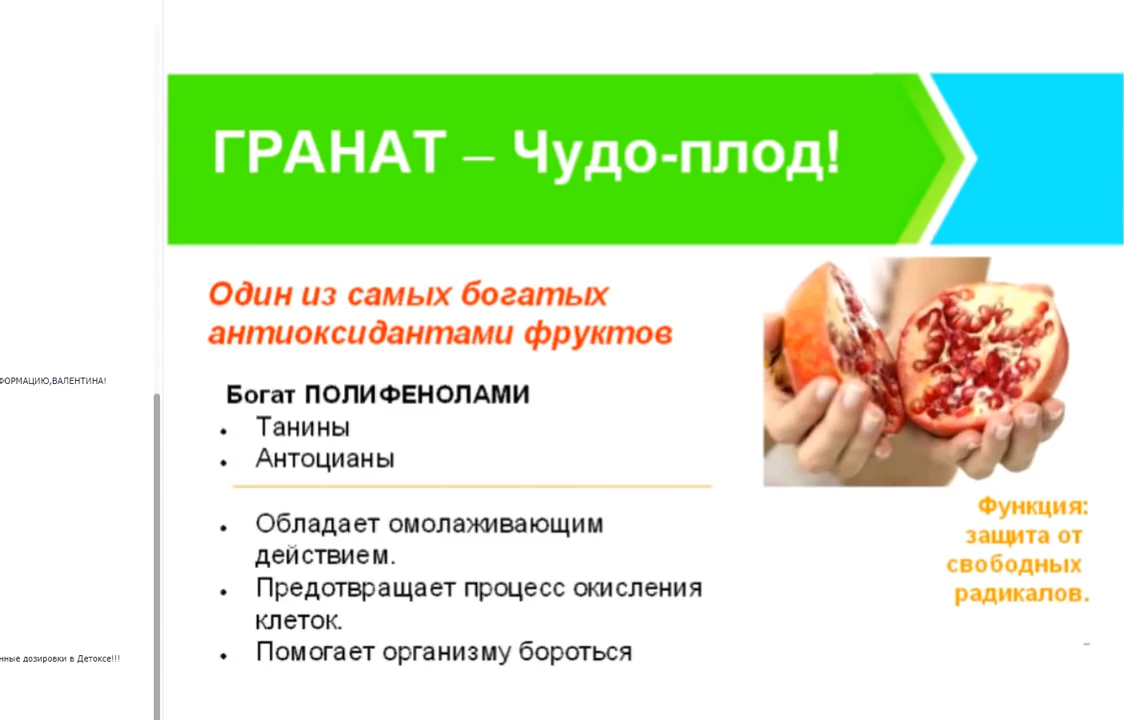 ГРАНАТ – Чудо-плод!
Один из самых богатых
антиоксидантами фруктов
Богат ПОЛИФЕНОЛАМИ
• Танины
• Антоцианы
• Обладает омолаживающим
действием.
• Предотвращает процесс окисления
клеток.
• Помогает организму бороться
Функция:
защита от
свободных
радикалов.
ФОРМАЦИЮ,ВАЛЕНТИНА!
нные дозировки в Детоксе!!!